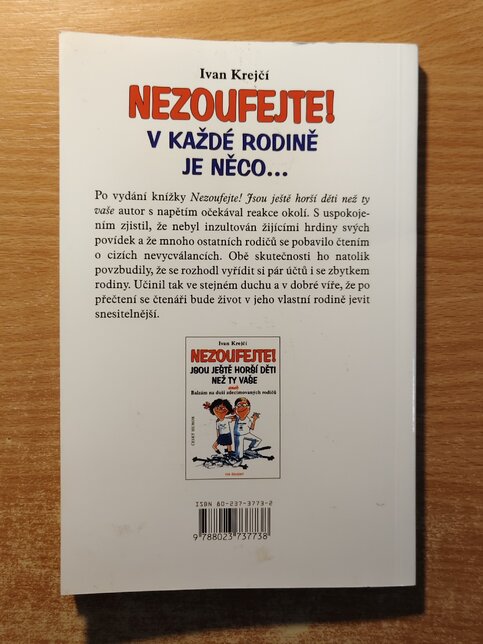 Ivan Krejčí
NEZOUFEJTE!
V KAŽDÉ RODINĚ
JE NĚCO...
Po vydání knížky Nezoufejte! Jsou ještě horší děti než ty
vaše autor s napětím očekával reakce okolí. S uspokoje-
ním zjistil, že nebyl inzultován žijícími hrdiny svých
povídek a že mnoho ostatních rodičů se pobavilo čtením
o cizích nevycválancích. Obě skutečnosti ho natolik
povzbudily, že se rozhodl vyřídit si pár účtů i se zbytkem
rodiny. Učinil tak ve stejném duchu a v dobré víře, že po
přečtení se čtenáři bude život v jeho vlastní rodině jevit
snesitelnější.
Ivan Krejčí
NEZOUFEJTE!
JSOU JEŠTĚ HORŠÍ DĚTI
NEŽ TY VAŠE
aneb
Balzám na duši zdecimovaných rodičů
ČESKÝ HUMOR
ISBN 80-237-3773-2
9 788023 737738